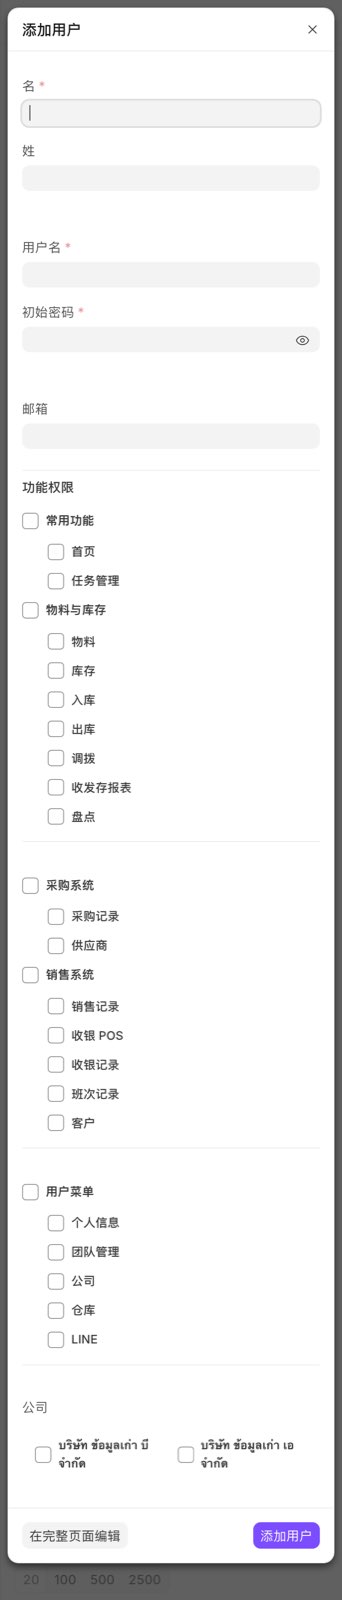 添加用户
名 *
姓
用户名 *
初始密码 *
邮箱
功能权限
常用功能
首页
任务管理
物料与库存
物料
库存
入库
出库
调拨
收发存报表
盘点
采购系统
采购记录
供应商
销售系统
销售记录
收银 POS
收银记录
班次记录
客户
用户菜单
个人信息
团队管理
公司
仓库
LINE
公司
บริษัท ข้อมูลเก่า บี
จำกัด
บริษัท ข้อมูลเก่า เอ
จำกัด
在完整页面编辑
添加用户
20 100 500 2500